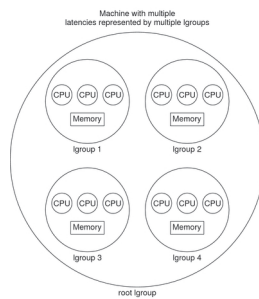 Machine with multiple
latencies represented by multiple lgroups
CPU CPU CPU
Memory
lgroup 1
CPU CPU CPU
Memory
lgroup 2
CPU CPU CPU
Memory
lgroup 3
CPU CPU CPU
Memory
lgroup 4
root lgroup